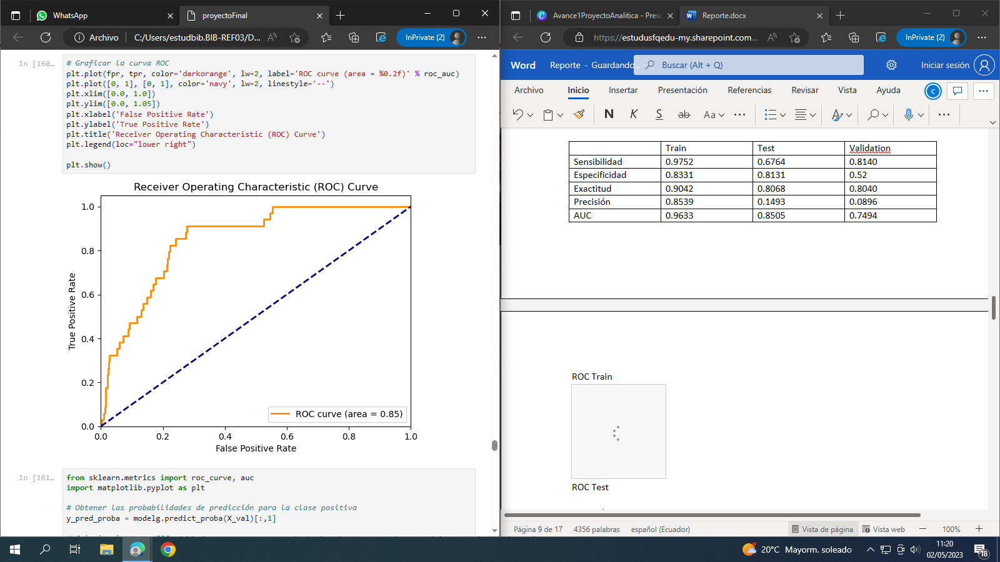 WhatsApp
proyectoFinal
Archivo
C:/Users/estudbib.BIB-REF03/D...
InPrivate (2)
In [160...
# Graficar la curva ROC
plt.plot(fpr, tpr, color='darkorange', lw=2, label='ROC curve (area = %0.2f)' % roc_auc)
plt.plot([0, 1], [0, 1], color='navy', lw=2, linestyle='--')
plt.xlim([0.0, 1.0])
plt.ylim([0.0, 1.05])
plt.xlabel('False Positive Rate')
plt.ylabel('True Positive Rate')
plt.title('Receiver Operating Characteristic (ROC) Curve')
plt.legend(loc="lower right")
plt.show()
Receiver Operating Characteristic (ROC) Curve
True Positive Rate
1.0
0.8
0.6
0.4
0.2
0.0
ROC curve (area = 0.85)
0.0 0.2 0.4 0.6 0.8 1.0
False Positive Rate
In [161...
from sklearn.metrics import roc_curve, auc
import matplotlib.pyplot as plt
# Obtener las probabilidades de predicción para la clase positiva
y_pred_proba = modelg.predict_proba(X_val)[:,1]
Avance1ProyectoAnalitica - Prese
Reporte.docx
https://estudusfqedu-my.sharepoint.com...
InPrivate (2)
Word
Reporte - Guardando...
Buscar (Alt + Q)
Iniciar sesión
Archivo Inicio Insertar Presentación Referencias Revisar Vista Ayuda
C
N K S ab Aa
Train Test Validation
Sensibilidad 0.9752 0.6764 0.8140
Especificidad 0.8331 0.8131 0.52
Exactitud 0.9042 0.8068 0.8040
Precisión 0.8539 0.1493 0.0896
AUC 0.9633 0.8505 0.7494
ROC Train
ROC Test
Página 9 de 17 4356 palabras español (Ecuador) Vista de página Vista web 100%
20°C Mayorm. soleado
11:20
02/05/2023
18